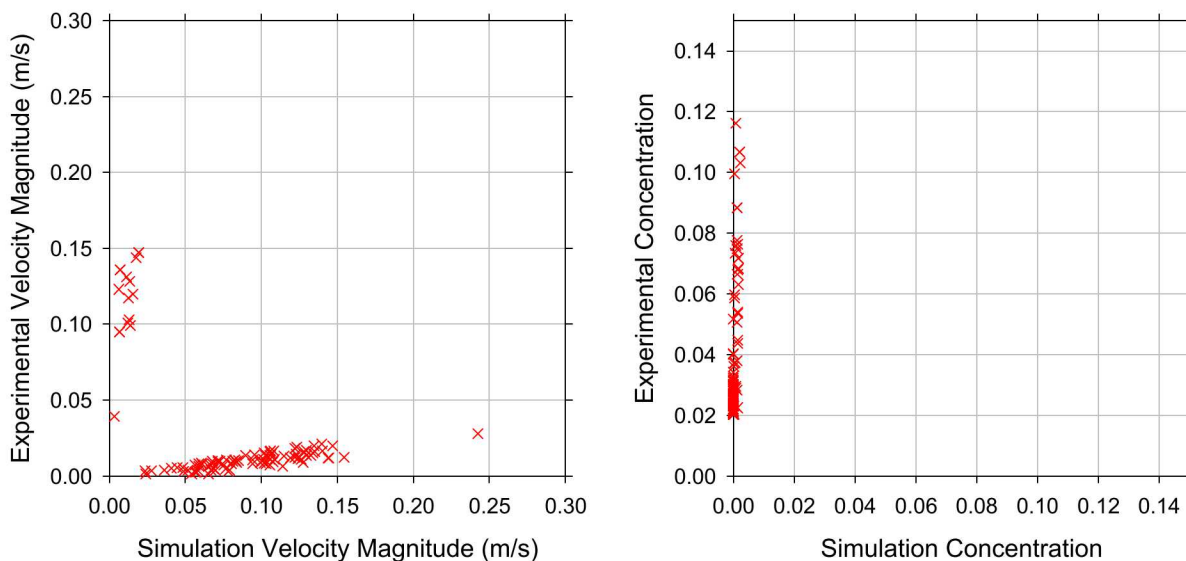 0.30
0.25
0.20
0.15
0.10
0.05
0.00
Experimental Velocity Magnitude (m/s)
0.00 0.05 0.10 0.15 0.20 0.25 0.30
Simulation Velocity Magnitude (m/s)
0.14
0.12
0.10
0.08
0.06
0.04
0.02
0.00
Experimental Concentration
0.00 0.02 0.04 0.06 0.08 0.10 0.12 0.14
Simulation Concentration